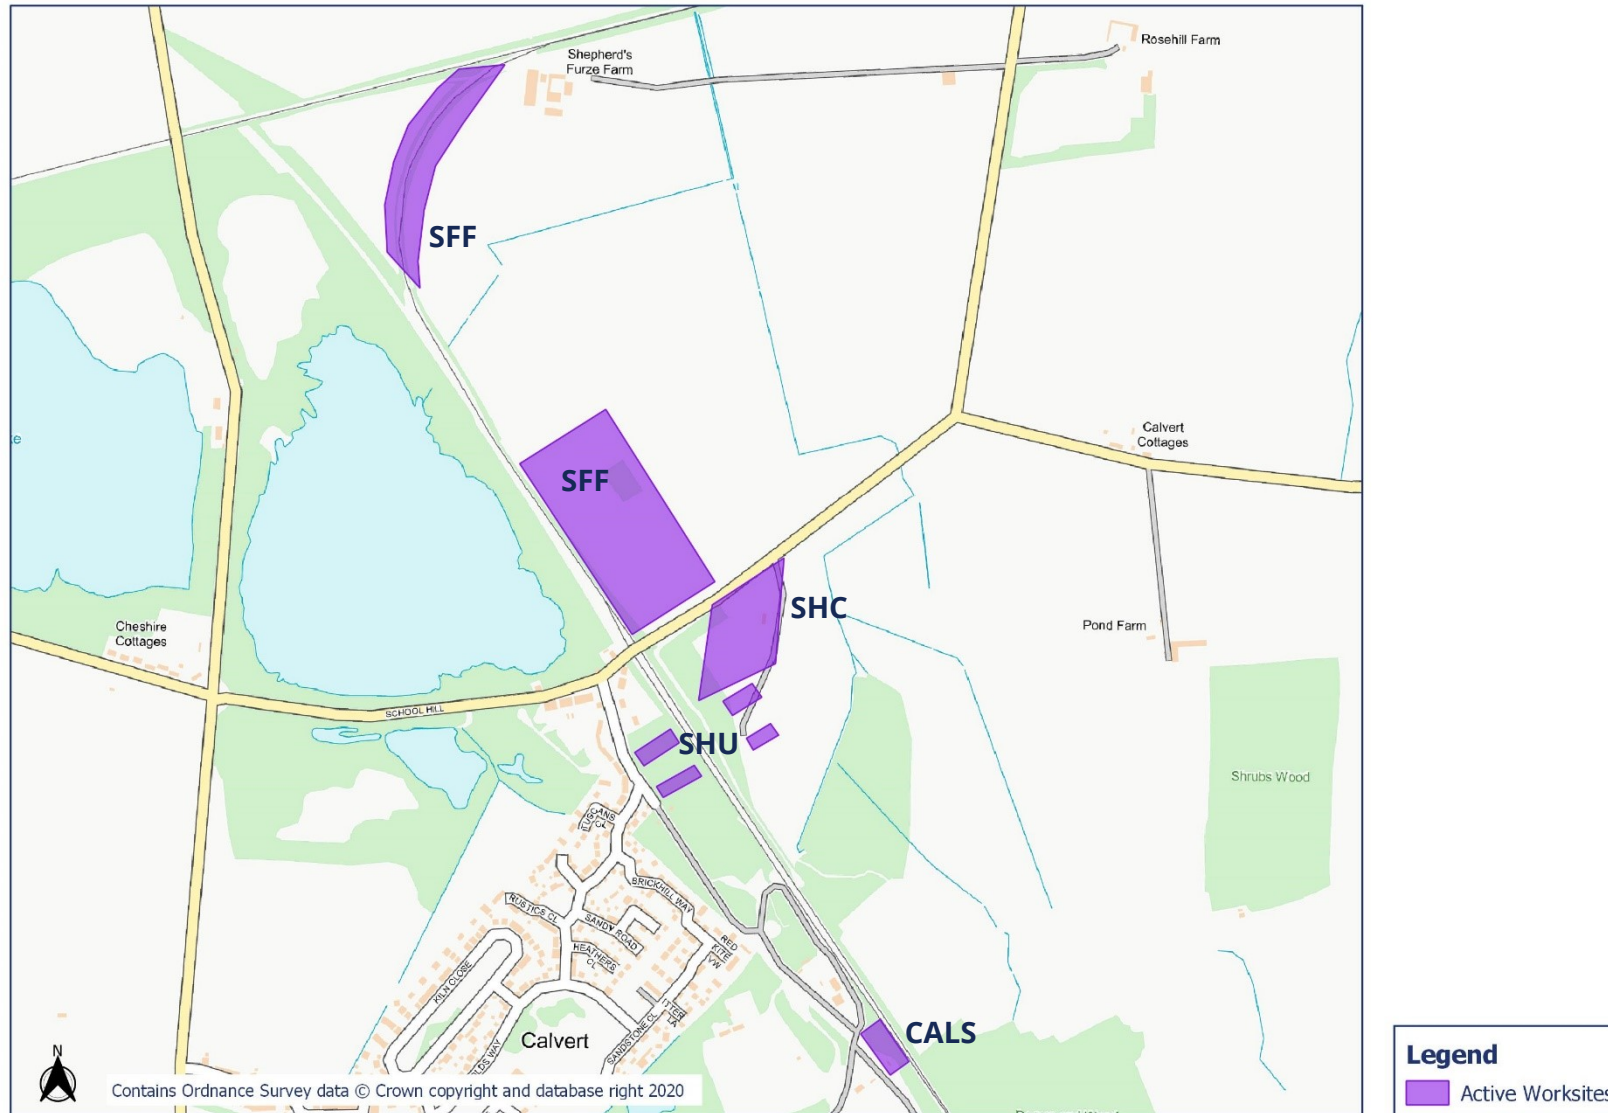 Rosehill Farm
Shepherd's
Furze Farm
SFF
Calvert
Cottages
SFF
SHC
Cheshire
Cottages
Pond Farm
SCHOOL HILL
SHU
Shrubs Wood
BRICKHILL WAY
RUSTICS CL
SANDY ROAD
HEATHERS
CL
RED
KITE
VW
KILN CLOSE
SANDSTONE CL
CALS
Calvert
N
Contains Ordnance Survey data © Crown copyright and database right 2020
Legend
Active Worksites